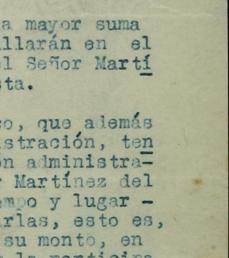 a mayor suma
llarán en el
l Señor Martí
sta.
o, que además
stración, ten
n administra-
r Martínez del
mpo y lugar -
rlas, esto es,
su monto, en